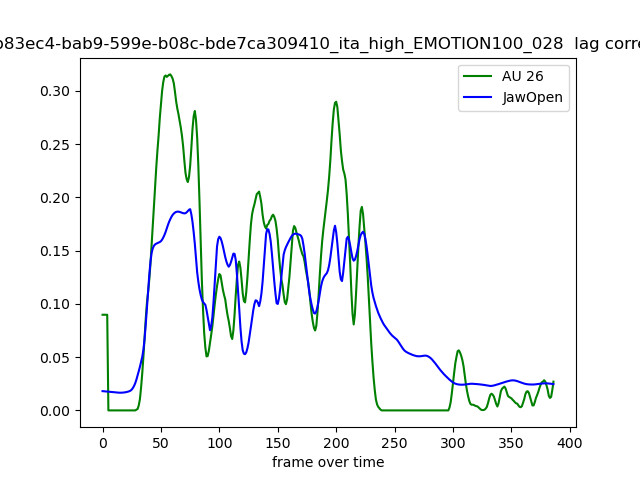 b83ec4-bab9-599e-b08c-bde7ca309410_ita_high_EMOTION100_028 lag corre
AU 26
JawOpen
0.30
0.25
0.20
0.15
0.10
0.05
0.00
0 50 100 150 200 250 300 350 400
frame over time